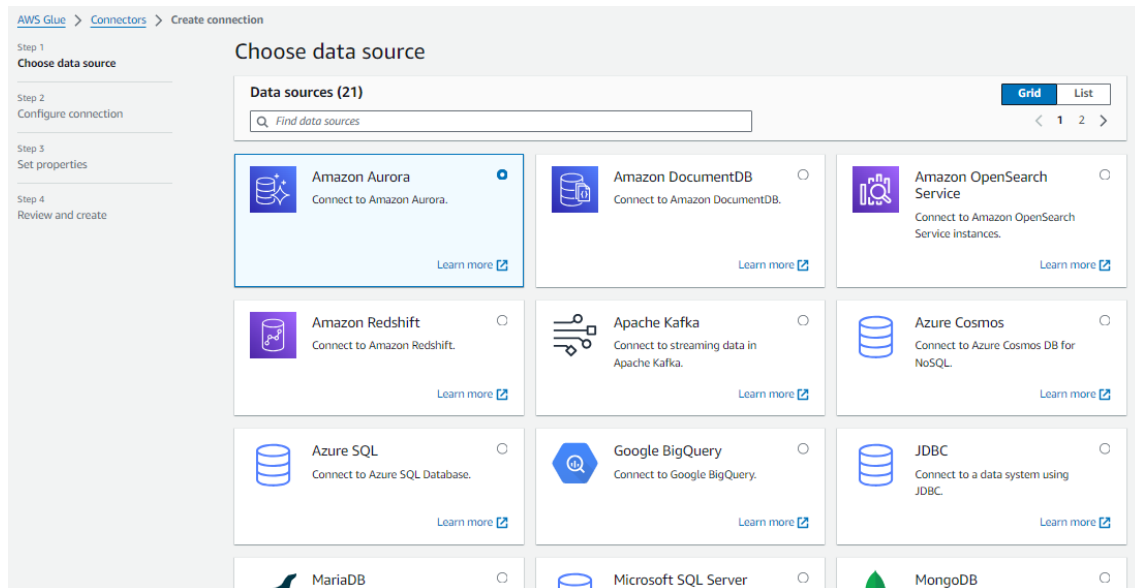 AWS Glue > Connectors > Create connection
Step 1
Choose data source
Step 2
Configure connection
Step 3
Set properties
Step 4
Review and create
Choose data source
Data sources (21)
Grid List
Find data sources
< 1 2 >
Amazon Aurora
Connect to Amazon Aurora.
Learn more
Amazon DocumentDB
Connect to Amazon DocumentDB.
Learn more
Amazon OpenSearch
Service
Connect to Amazon OpenSearch
Service instances.
Learn more
Amazon Redshift
Connect to Amazon Redshift.
Learn more
Apache Kafka
Connect to streaming data in
Apache Kafka.
Learn more
Azure Cosmos
Connect to Azure Cosmos DB for
NoSQL.
Learn more
Azure SQL
Connect to Azure SQL Database.
Learn more
Google BigQuery
Connect to Google BigQuery.
Learn more
JDBC
Connect to a data system using
JDBC.
Learn more
MariaDB
Microsoft SQL Server
MongoDB